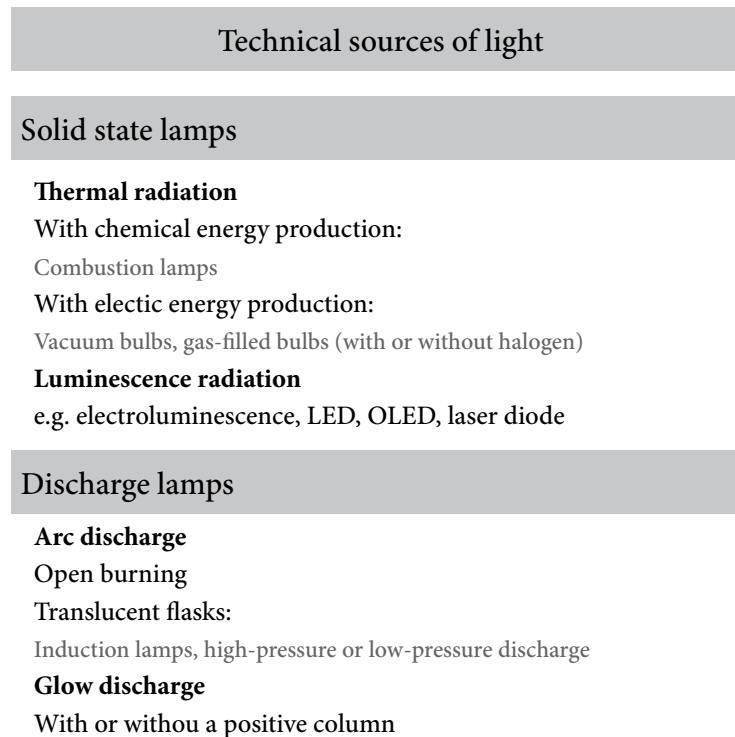 Technical sources of light
Solid state lamps
Thermal radiation
With chemical energy production:
Combustion lamps
With electic energy production:
Vacuum bulbs, gas-filled bulbs (with or without halogen)
Luminescence radiation
e.g. electroluminescence, LED, OLED, laser diode
Discharge lamps
Arc discharge
Open burning
Translucent flasks:
Induction lamps, high-pressure or low-pressure discharge
Glow discharge
With or withou a positive column